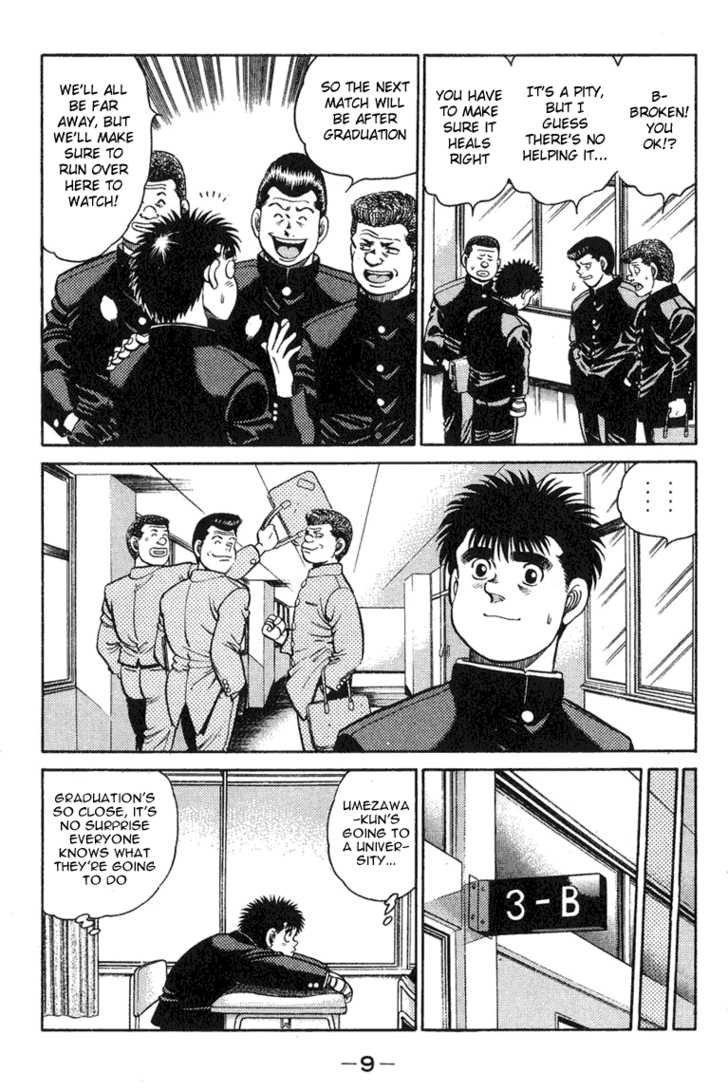 B-
BROKEN!
YOU
OK!?
IT'S A PITY,
BUT I
GUESS
THERE'S NO
HELPING IT...
YOU HAVE
TO MAKE
SURE IT
HEALS
RIGHT
SO THE NEXT
MATCH WILL
BE AFTER
GRADUATION
WE'LL ALL
BE FAR
AWAY, BUT
WE'LL MAKE
SURE TO
RUN OVER
HERE TO
WATCH!
...
...
3-B
UMEZAWA
-KUN'S
GOING TO
A UNIVER-
SITY...
GRADUATION'S
SO CLOSE, IT'S
NO SURPRISE
EVERYONE
KNOWS WHAT
THEY'RE GOING
TO DO
—9—